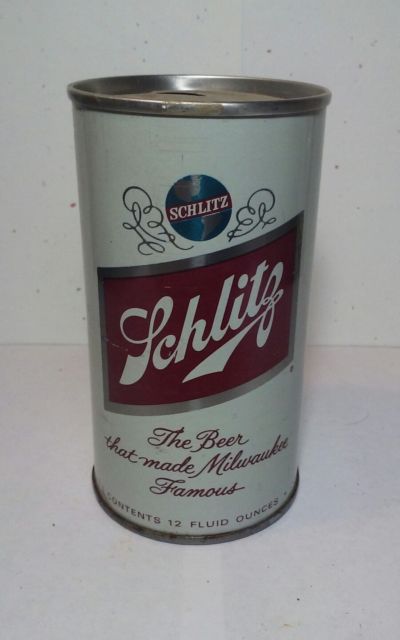 SCHLITZ
Schlitz
The Beer
that made Milwaukee
Famous
CONTENTS 12 FLUID OUNCES